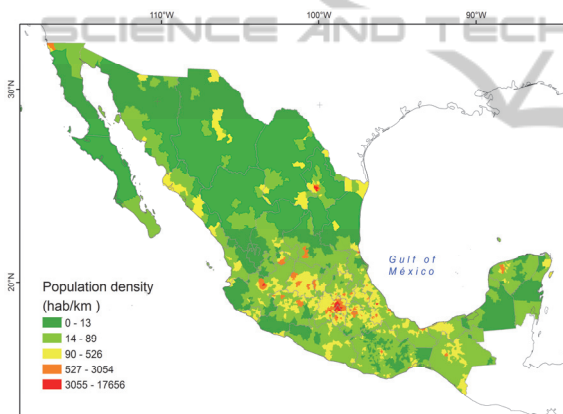 SCIENCE AND TECH
110°W 100°W 90°W
30°N
20°N
Gulf of
México
Population density
(hab/km )
0 - 13
14 - 89
90 - 526
527 - 3054
3055 - 17656